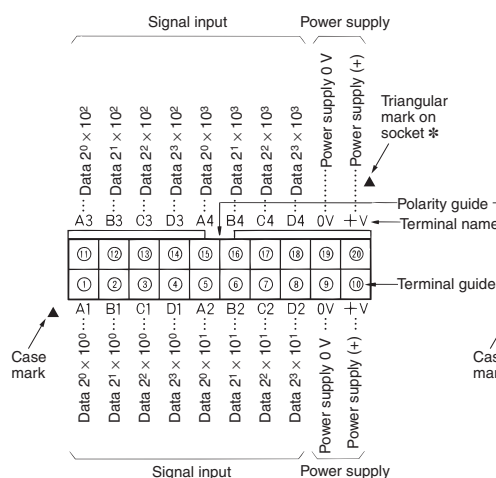 Signal input
Power supply
Data 2⁰ × 10²
Data 2¹ × 10²
Data 2² × 10²
Data 2³ × 10²
Data 2⁰ × 10³
Data 2¹ × 10³
Data 2² × 10³
Data 2³ × 10³
Power supply 0 V
Power supply (+)
Triangular
mark on
socket ✻
A3 B3 C3 D3 A4 B4 C4 D4 0V +V
Polarity guide
Terminal name
⑪ ⑫ ⑬ ⑭ ⑮ ⑯ ⑰ ⑱ ⑲ ⑳
① ② ③ ④ ⑤ ⑥ ⑦ ⑧ ⑨ ⑩
Terminal guide
A1 B1 C1 D1 A2 B2 C2 D2 0V +V
Case
mark
Data 2⁰ × 10⁰
Data 2¹ × 10⁰
Data 2² × 10⁰
Data 2³ × 10⁰
Data 2⁰ × 10¹
Data 2¹ × 10¹
Data 2² × 10¹
Data 2³ × 10¹
Power supply 0 V
Power supply (+)
Signal input
Power supply